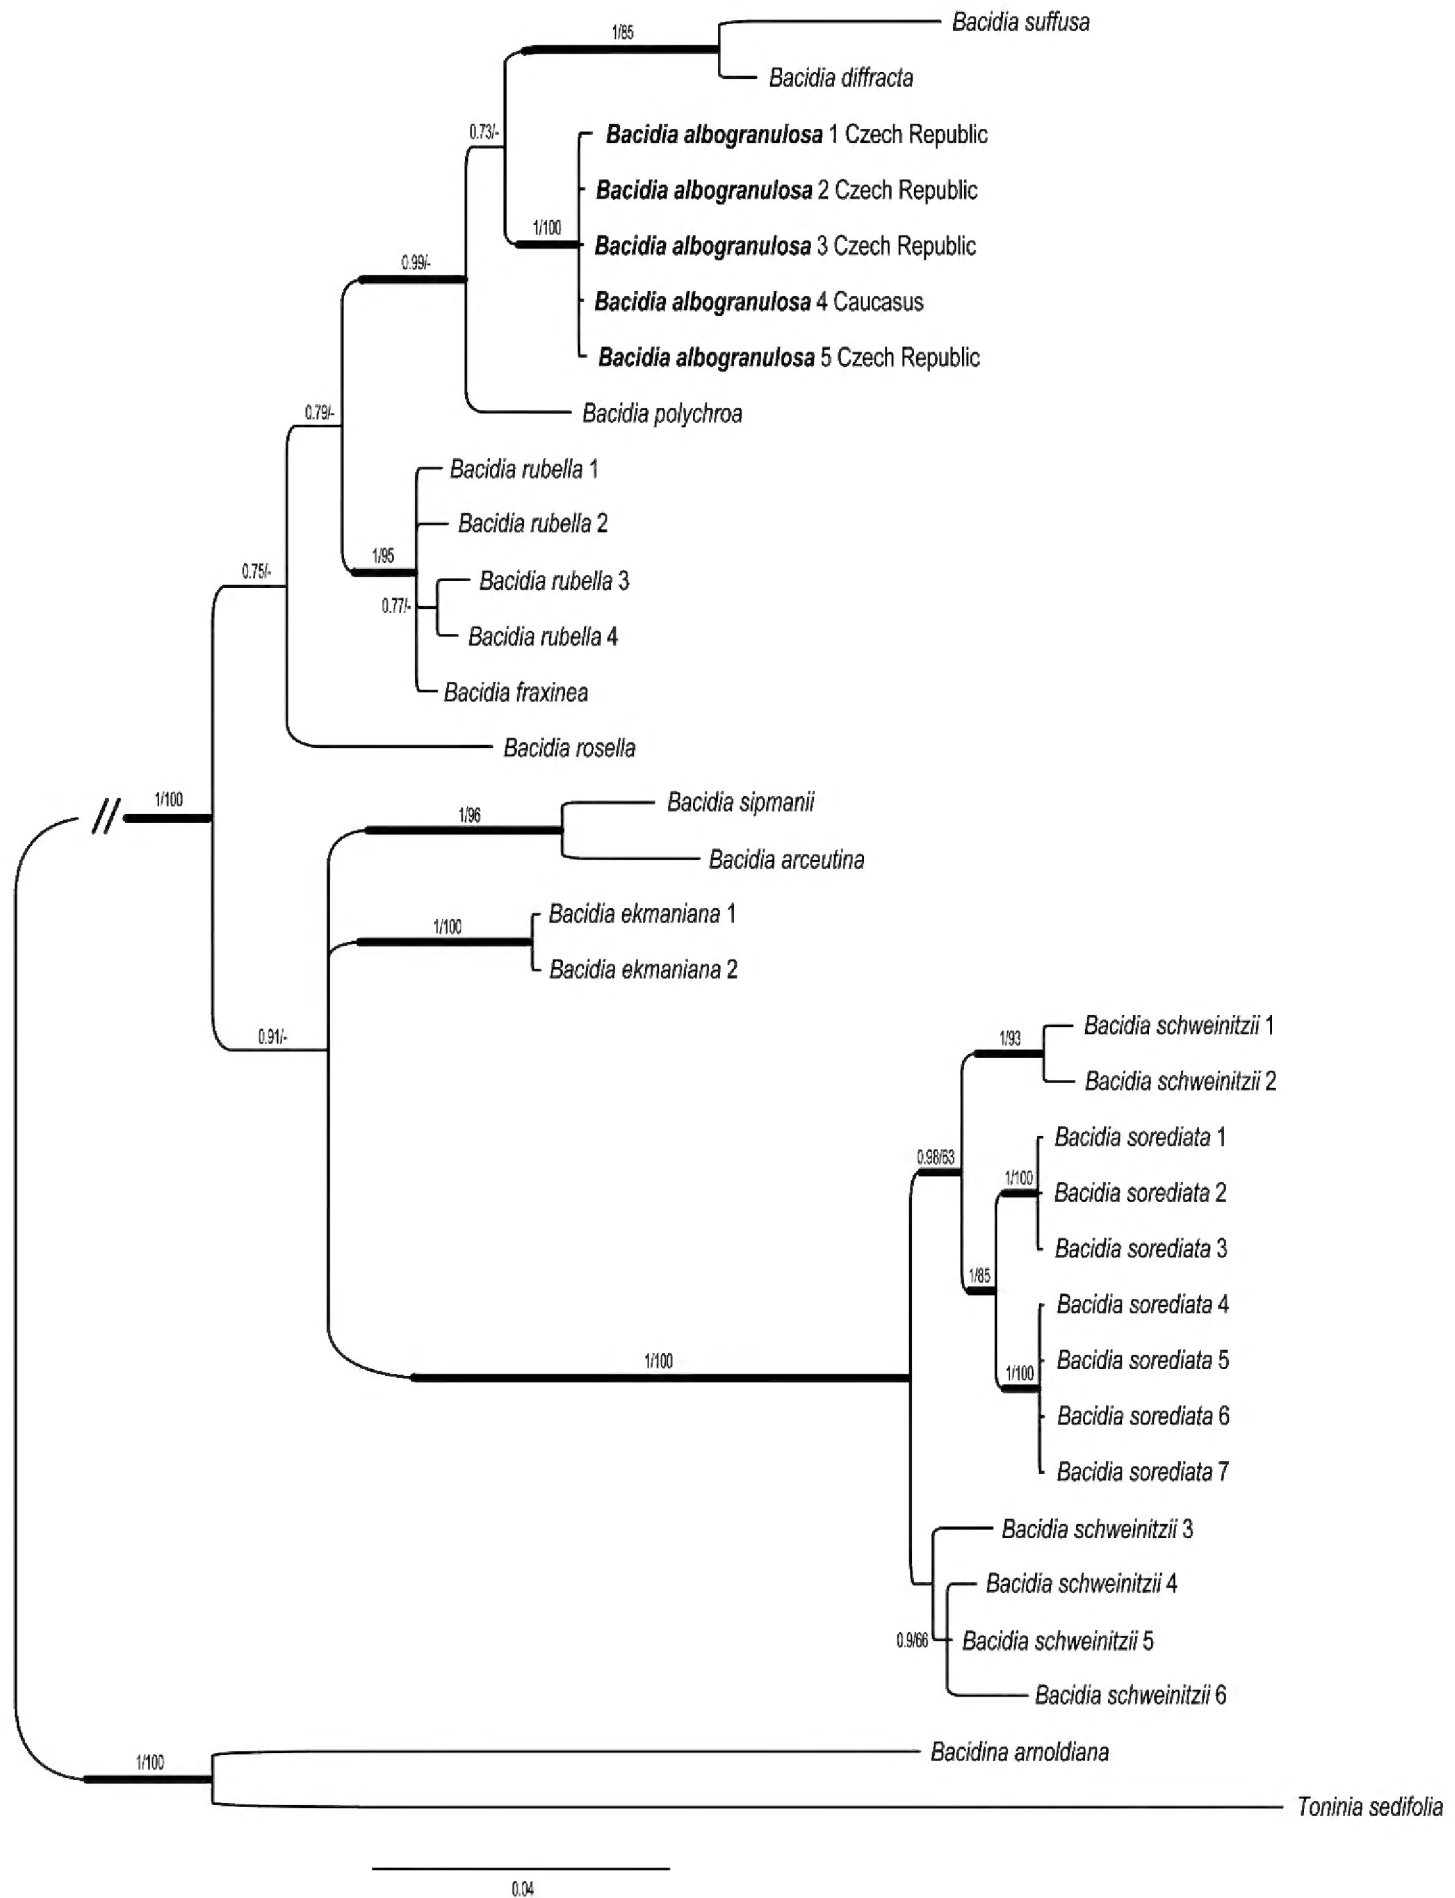 Bacidia suffusa
1/85
Bacidia diffracta
0.73/-
Bacidia albogranulosa 1 Czech Republic
Bacidia albogranulosa 2 Czech Republic
1/100
Bacidia albogranulosa 3 Czech Republic
0.99/-
Bacidia albogranulosa 4 Caucasus
Bacidia albogranulosa 5 Czech Republic
0.79/-
Bacidia polychroa
Bacidia rubella 1
Bacidia rubella 2
1/95
0.75/-
Bacidia rubella 3
0.77/-
Bacidia rubella 4
Bacidia fraxinea
Bacidia rosella
1/100
Bacidia sipmanii
1/96
Bacidia arceutina
Bacidia ekmaniana 1
1/100
Bacidia ekmaniana 2
0.91/-
Bacidia schweinitzii 1
1/93
Bacidia schweinitzii 2
Bacidia sorediata 1
0.98/63
1/100
Bacidia sorediata 2
Bacidia sorediata 3
1/85
Bacidia sorediata 4
1/100
Bacidia sorediata 5
1/100
Bacidia sorediata 6
Bacidia sorediata 7
Bacidia schweinitzii 3
Bacidia schweinitzii 4
0.9/66
Bacidia schweinitzii 5
Bacidia schweinitzii 6
Bacidina arnoldiana
1/100
Toninia sedifolia
0.04